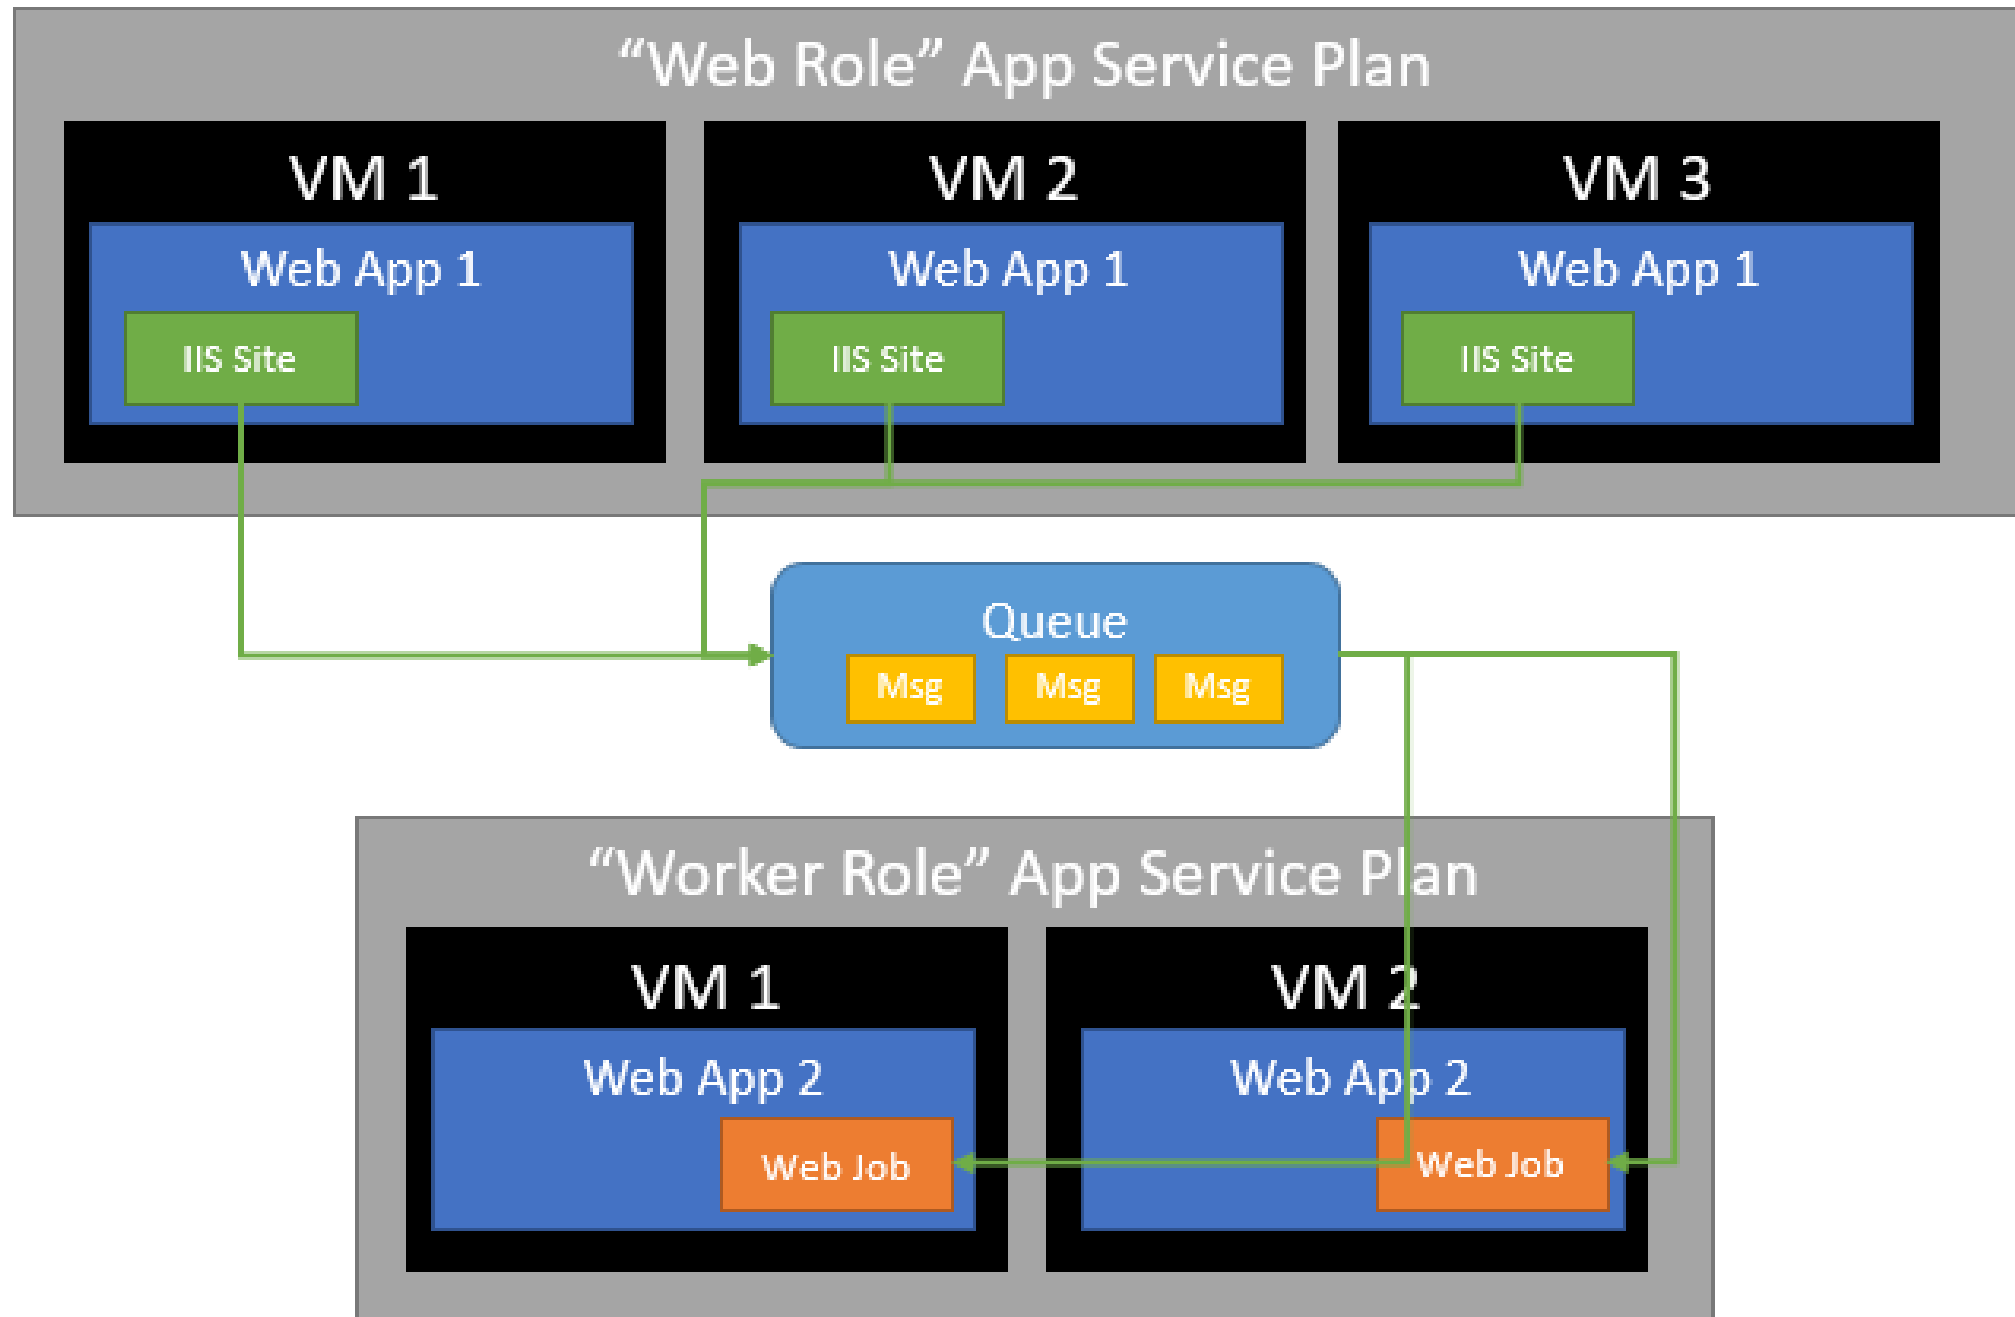 “Web Role” App Service Plan
VM 1
VM 2
VM 3
Web App 1
Web App 1
Web App 1
IIS Site
IIS Site
IIS Site
Queue
Msg
Msg
Msg
“Worker Role” App Service Plan
VM 1
VM 2
Web App 2
Web App 2
Web Job
Web Job